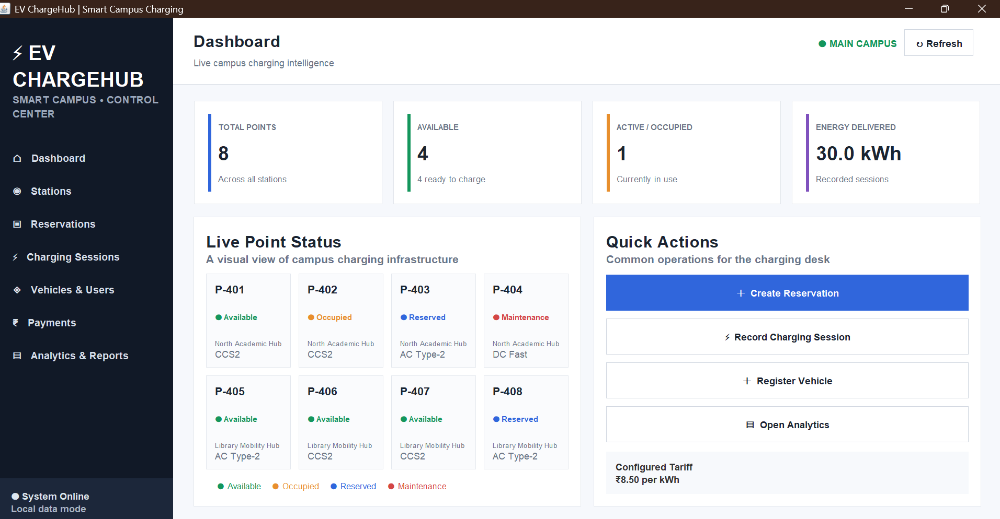 EV ChargeHub | Smart Campus Charging
⚡ EV
CHARGEHUB
SMART CAMPUS • CONTROL
CENTER
Dashboard
Stations
Reservations
Charging Sessions
Vehicles & Users
₹ Payments
Analytics & Reports
System Online
Local data mode
Dashboard
Live campus charging intelligence
MAIN CAMPUS
↻ Refresh
TOTAL POINTS
8
Across all stations
AVAILABLE
4
4 ready to charge
ACTIVE / OCCUPIED
1
Currently in use
ENERGY DELIVERED
30.0 kWh
Recorded sessions
Live Point Status
A visual view of campus charging infrastructure
P-401
Available
North Academic Hub
CCS2
P-402
Occupied
North Academic Hub
CCS2
P-403
Reserved
North Academic Hub
AC Type-2
P-404
Maintenance
North Academic Hub
DC Fast
P-405
Available
Library Mobility Hub
AC Type-2
P-406
Available
Library Mobility Hub
CCS2
P-407
Available
Library Mobility Hub
CCS2
P-408
Reserved
Library Mobility Hub
AC Type-2
Available Occupied Reserved Maintenance
Quick Actions
Common operations for the charging desk
+ Create Reservation
⚡ Record Charging Session
+ Register Vehicle
Open Analytics
Configured Tariff
₹8.50 per kWh